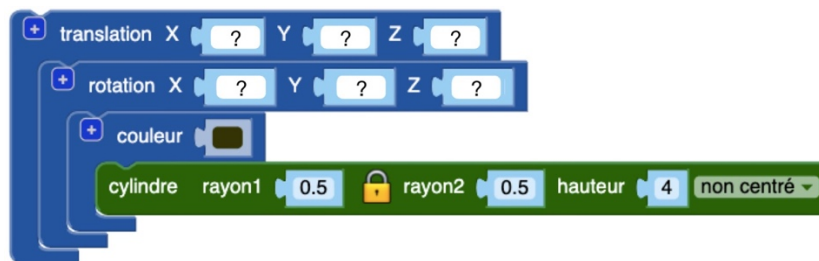 + translation X ? Y ? Z ?
+ rotation X ? Y ? Z ?
+ couleur
cylindre rayon1 0.5 rayon2 0.5 hauteur 4 non centré